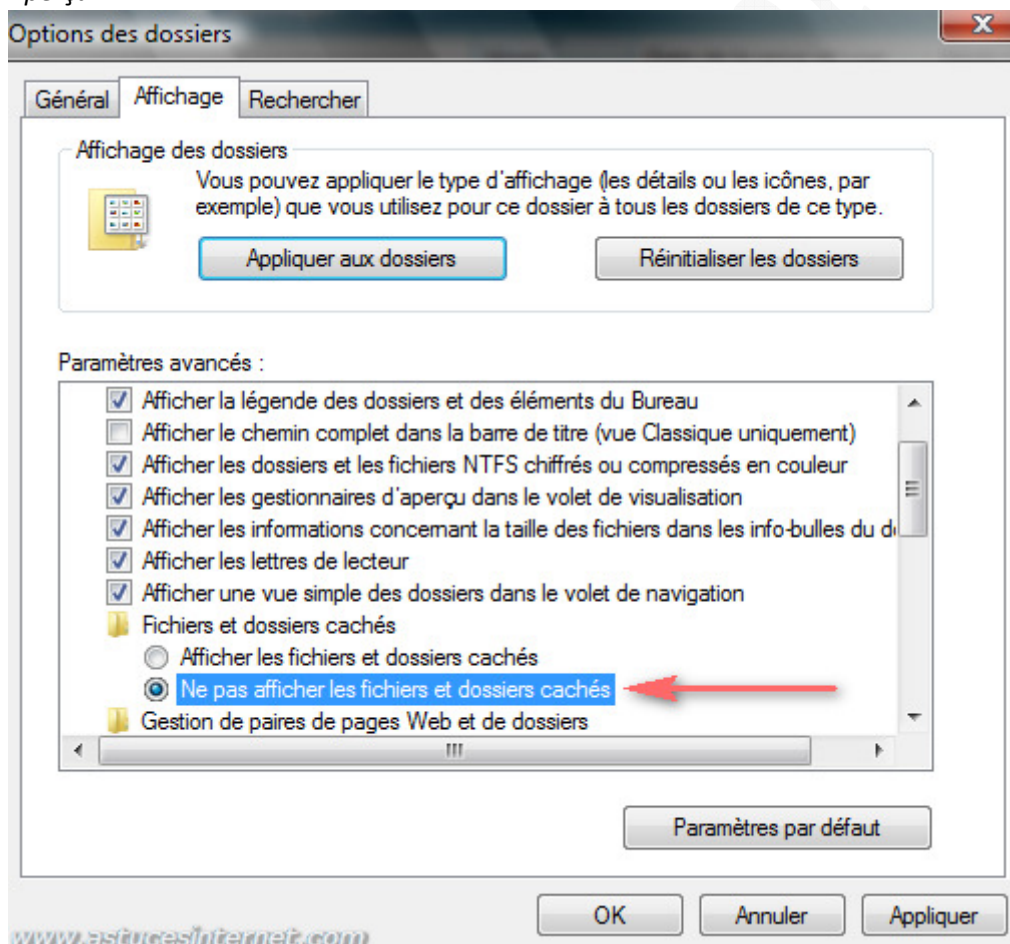 Options des dossiers
Général
Affichage
Rechercher
Affichage des dossiers
Vous pouvez appliquer le type d'affichage (les détails ou les icônes, par
exemple) que vous utilisez pour ce dossier à tous les dossiers de ce type.
Appliquer aux dossiers
Réinitialiser les dossiers
Paramètres avancés :
Afficher la légende des dossiers et des éléments du Bureau
Afficher le chemin complet dans la barre de titre (vue Classique uniquement)
Afficher les dossiers et les fichiers NTFS chiffrés ou compressés en couleur
Afficher les gestionnaires d'aperçu dans le volet de visualisation
Afficher les informations concernant la taille des fichiers dans les info-bulles du
Afficher les lettres de lecteur
Afficher une vue simple des dossiers dans le volet de navigation
Fichiers et dossiers cachés
Afficher les fichiers et dossiers cachés
Ne pas afficher les fichiers et dossiers cachés
Gestion de paires de pages Web et de dossiers
Paramètres par défaut
OK
Annuler
Appliquer
www.astucesinternet.com